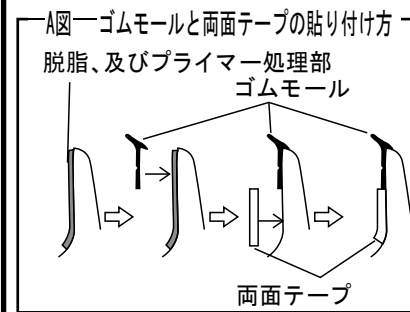 A図 ゴムモールと両面テープの貼り付け方
脱脂、及びプライマー処理部
ゴムモール
両面テープ